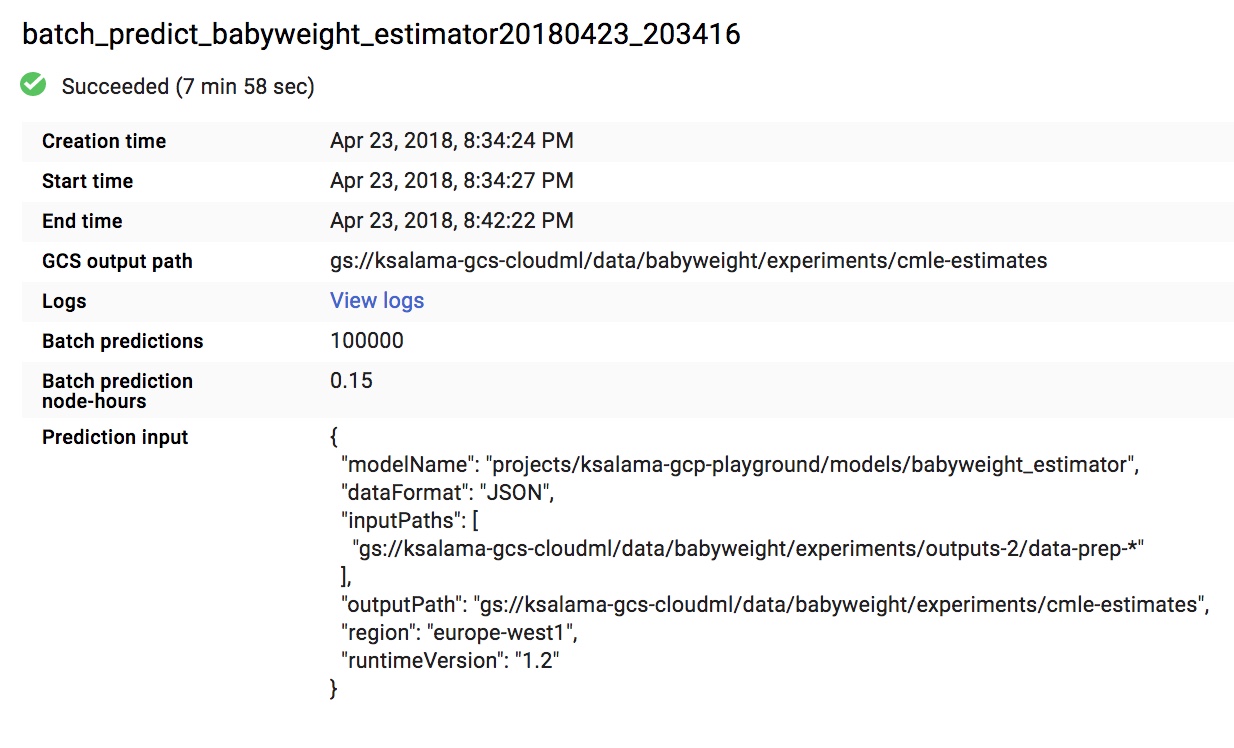 batch_predict_babyweight_estimator20180423_203416
Succeeded (7 min 58 sec)
Creation time Apr 23, 2018, 8:34:24 PM
Start time Apr 23, 2018, 8:34:27 PM
End time Apr 23, 2018, 8:42:22 PM
GCS output path gs://ksalama-gcs-cloudml/data/babyweight/experiments/cmle-estimates
Logs View logs
Batch predictions 100000
Batch prediction 0.15
node-hours
Prediction input {
"modelName": "projects/ksalama-gcp-playground/models/babyweight_estimator",
"dataFormat": "JSON",
"inputPaths": [
"gs://ksalama-gcs-cloudml/data/babyweight/experiments/outputs-2/data-prep-*"
],
"outputPath": "gs://ksalama-gcs-cloudml/data/babyweight/experiments/cmle-estimates",
"region": "europe-west1",
"runtimeVersion": "1.2"
}